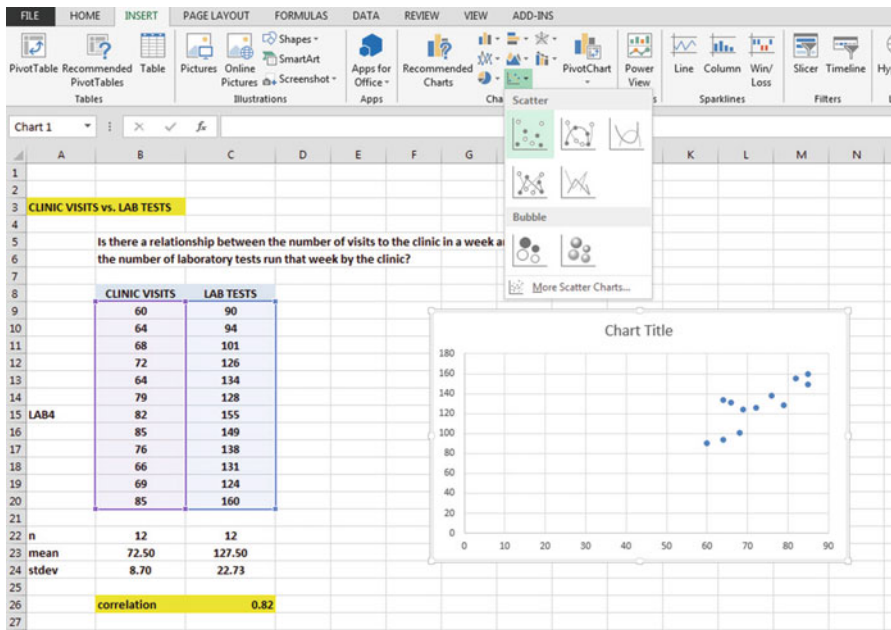 FILE HOME INSERT PAGE LAYOUT FORMULAS DATA REVIEW VIEW ADD-INS
PivotTable
Recommended
PivotTables
Table
Tables
Pictures
Online
Pictures
Shapes
SmartArt
Screenshot
Illustrations
Apps for
Office
Apps
Recommended
Charts
Cha
PivotChart
Power
View
s
Line Column Win/
Loss
Sparklines
Slicer Timeline
Filters
Hy
Scatter
Bubble
More Scatter Charts...
Chart 1
fx
A B C D E F G K L M N
1
2
3 CLINIC VISITS vs. LAB TESTS
4
5 Is there a relationship between the number of visits to the clinic in a week a
6 the number of laboratory tests run that week by the clinic?
7
8 CLINIC VISITS LAB TESTS
9 60 90
10 64 94
11 68 101
12 72 126
13 64 134
14 79 128
15 LAB4 82 155
16 85 149
17 76 138
18 66 131
19 69 124
20 85 160
21
22 n 12 12
23 mean 72.50 127.50
24 stdev 8.70 22.73
25
26 correlation 0.82
27
Chart Title
180
160
140
120
100
80
60
40
20
0
0 10 20 30 40 50 60 70 80 90